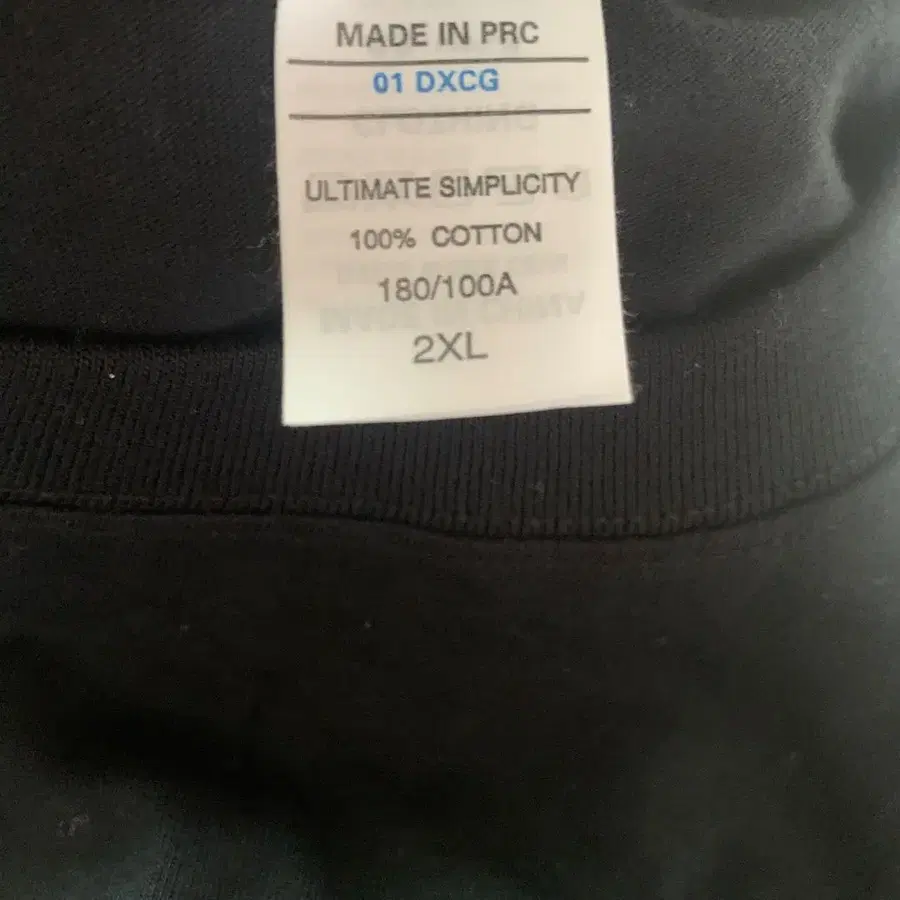 MADE IN PRC
01 DXCG
ULTIMATE SIMPLICITY
100% COTTON
180/100A
2XL